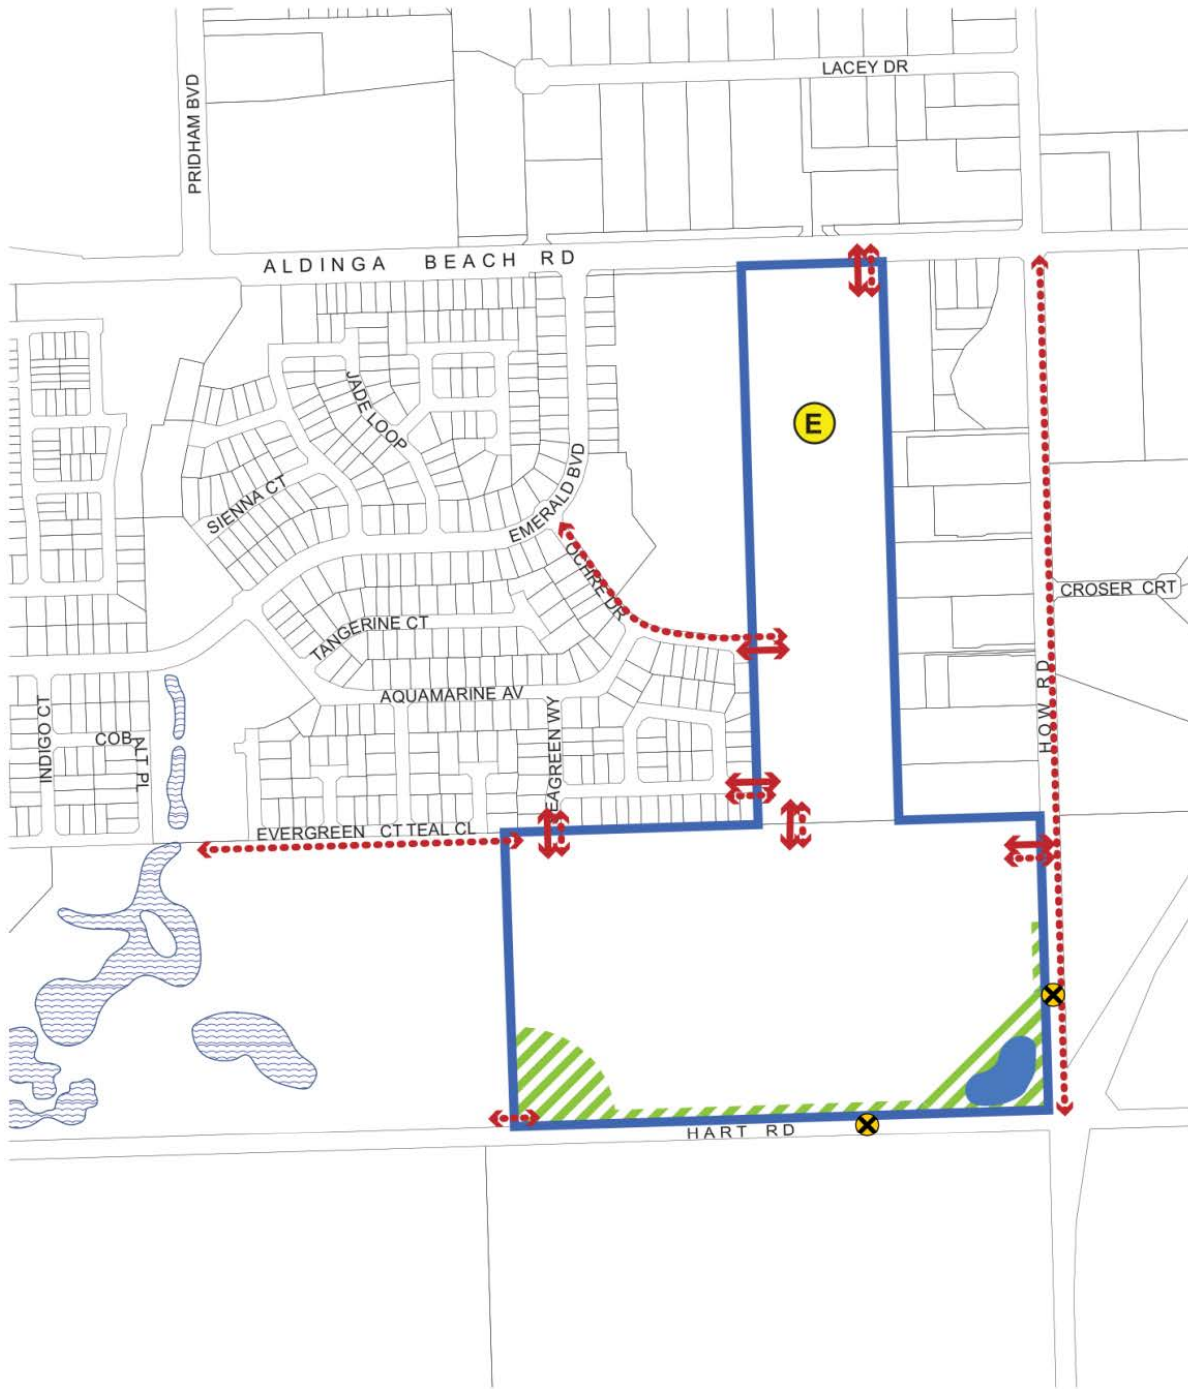 LACEY DR
PRIDHAM BVD
ALDINGA BEACH RD
JADE LOOP
E
SIENNA CT
EMERALD BVD
OCHRE DR
CROSER CRT
TANGERINE CT
HOW RD
AQUAMARINE AV
INDIGO CT
COBALT PL
EAGREEN WY
EVERGREEN CT TEAL CL
HART RD